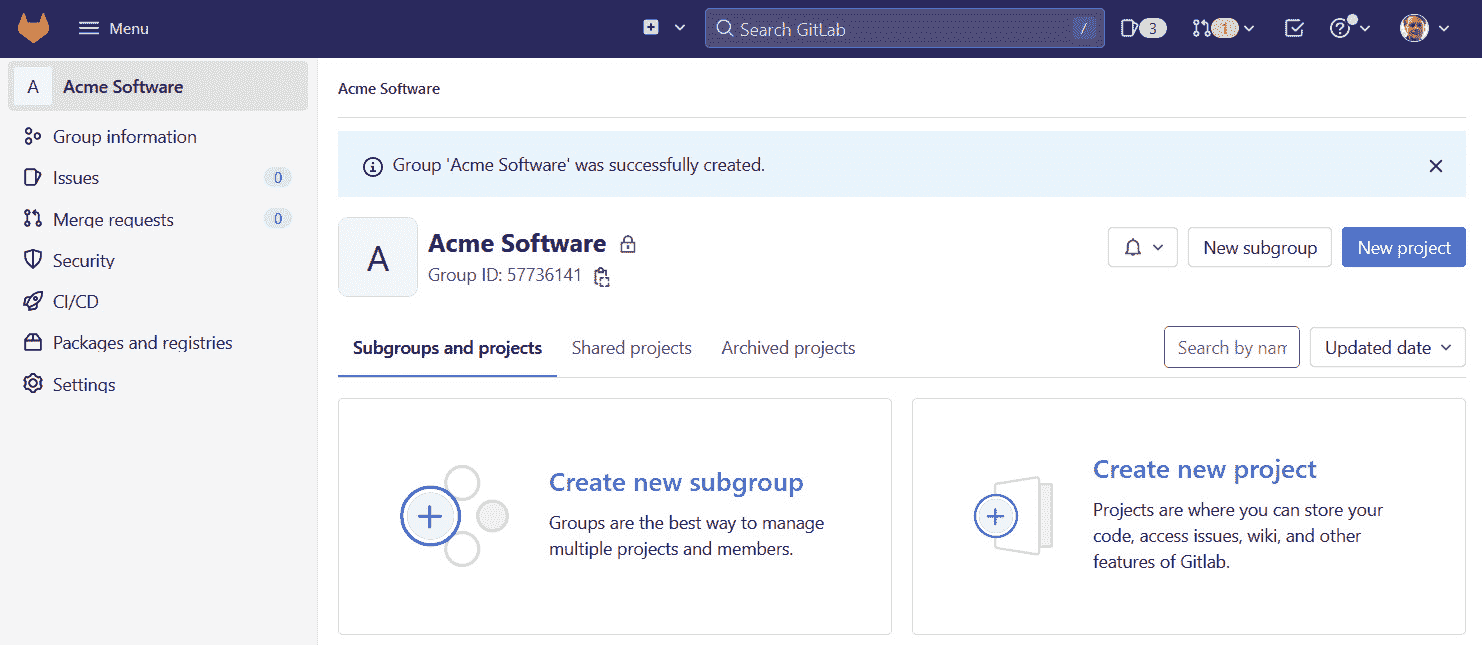 Menu
Search GitLab
/
3
1
A
Acme Software
Group information
Issues
0
Merge requests
0
Security
CI/CD
Packages and registries
Settings
Acme Software
Group 'Acme Software' was successfully created.
A
Acme Software
Group ID: 57736141
New subgroup
New project
Subgroups and projects
Shared projects
Archived projects
Search by nam
Updated date
Create new subgroup
Groups are the best way to manage
multiple projects and members.
Create new project
Projects are where you can store your
code, access issues, wiki, and other
features of Gitlab.